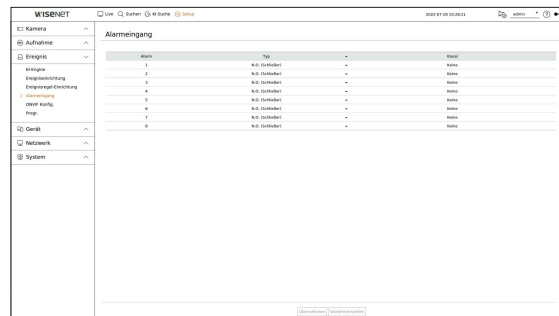 WISENET
Live Suchen KI-Suche Setup
2022-07-28 10:28:21
admin
Kamera
Aufnahme
Ereignis
KI-Engine
Ereigniseinrichtung
Ereignisregel-Einrichtung
Alarmeingang
ONVIF Konfig.
Progr.
Gerät
Netzwerk
System
Alarmeingang
Alarm Typ Kanal
1 N.O. (Schließer) Keine
2 N.O. (Schließer) Keine
3 N.O. (Schließer) Keine
4 N.O. (Schließer) Keine
5 N.O. (Schließer) Keine
6 N.O. (Schließer) Keine
7 N.O. (Schließer) Keine
8 N.O. (Schließer) Keine
Übernehmen Wiederherstellen